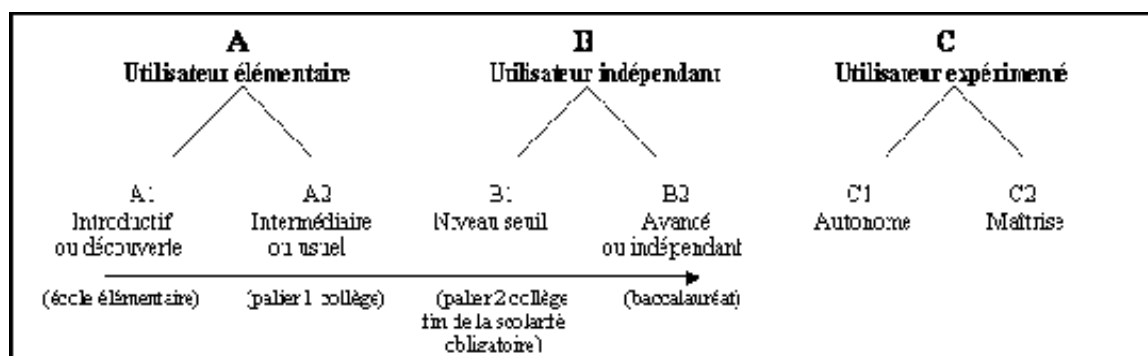 A B C
Utilisateur élémentaire Utilisateur indépendant Utilisateur expérimenté
A1 A2 B1 B2 C1 C2
Introductif Intermédiaire Niveau seuil Avancé Autonome Maîtrise
ou découverte ou usuel ou indépendant
(école élémentaire) (palier 1 collège) (palier 2 collège (baccalauréat)
fin de la scolarité
obligatoire)